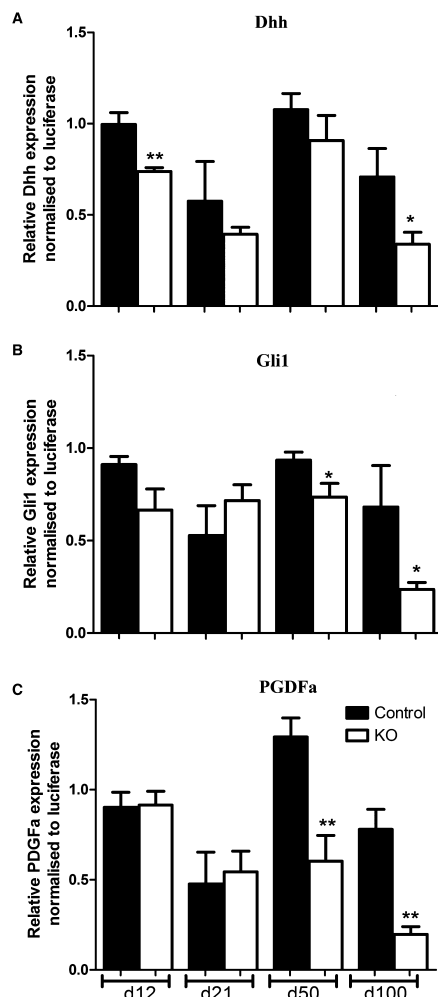 A
Dhh
Relative Dhh expression
normalised to luciferase
1.5
1.0
0.5
0.0
**
*
B
Gli1
Relative Gli1 expression
normalised to luciferase
1.5
1.0
0.5
0.0
*
*
C
PGDFa
Relative PDGFa expression
normalised to luciferase
1.5
1.0
0.5
0.0
Control
KO
**
**
d12 d21 d50 d100